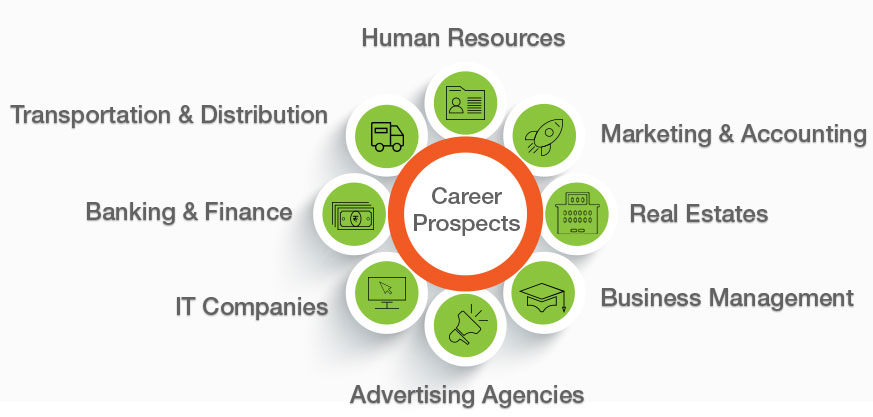 Human Resources
Transportation & Distribution
Marketing & Accounting
Career
Prospects
Banking & Finance
Real Estates
IT Companies
Business Management
Advertising Agencies